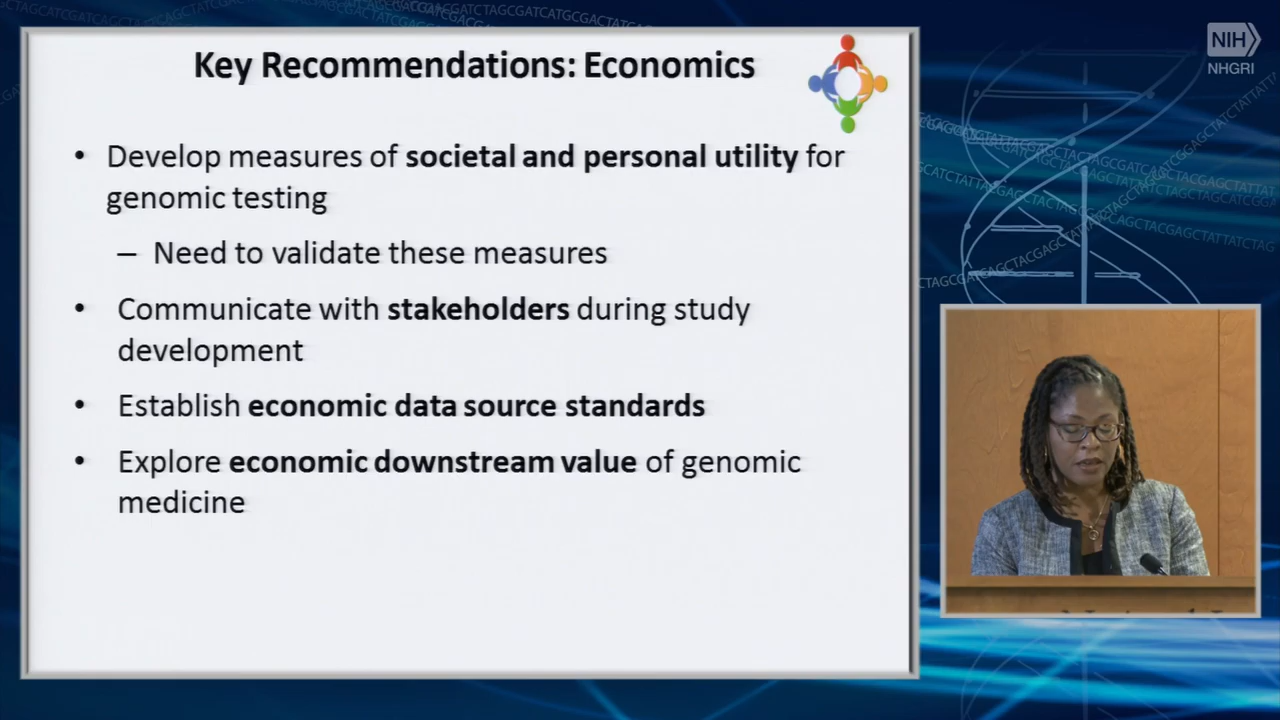 Key Recommendations: Economics
• Develop measures of societal and personal utility for
genomic testing
– Need to validate these measures
• Communicate with stakeholders during study
development
• Establish economic data source standards
• Explore economic downstream value of genomic
medicine
NIH
NHGRI